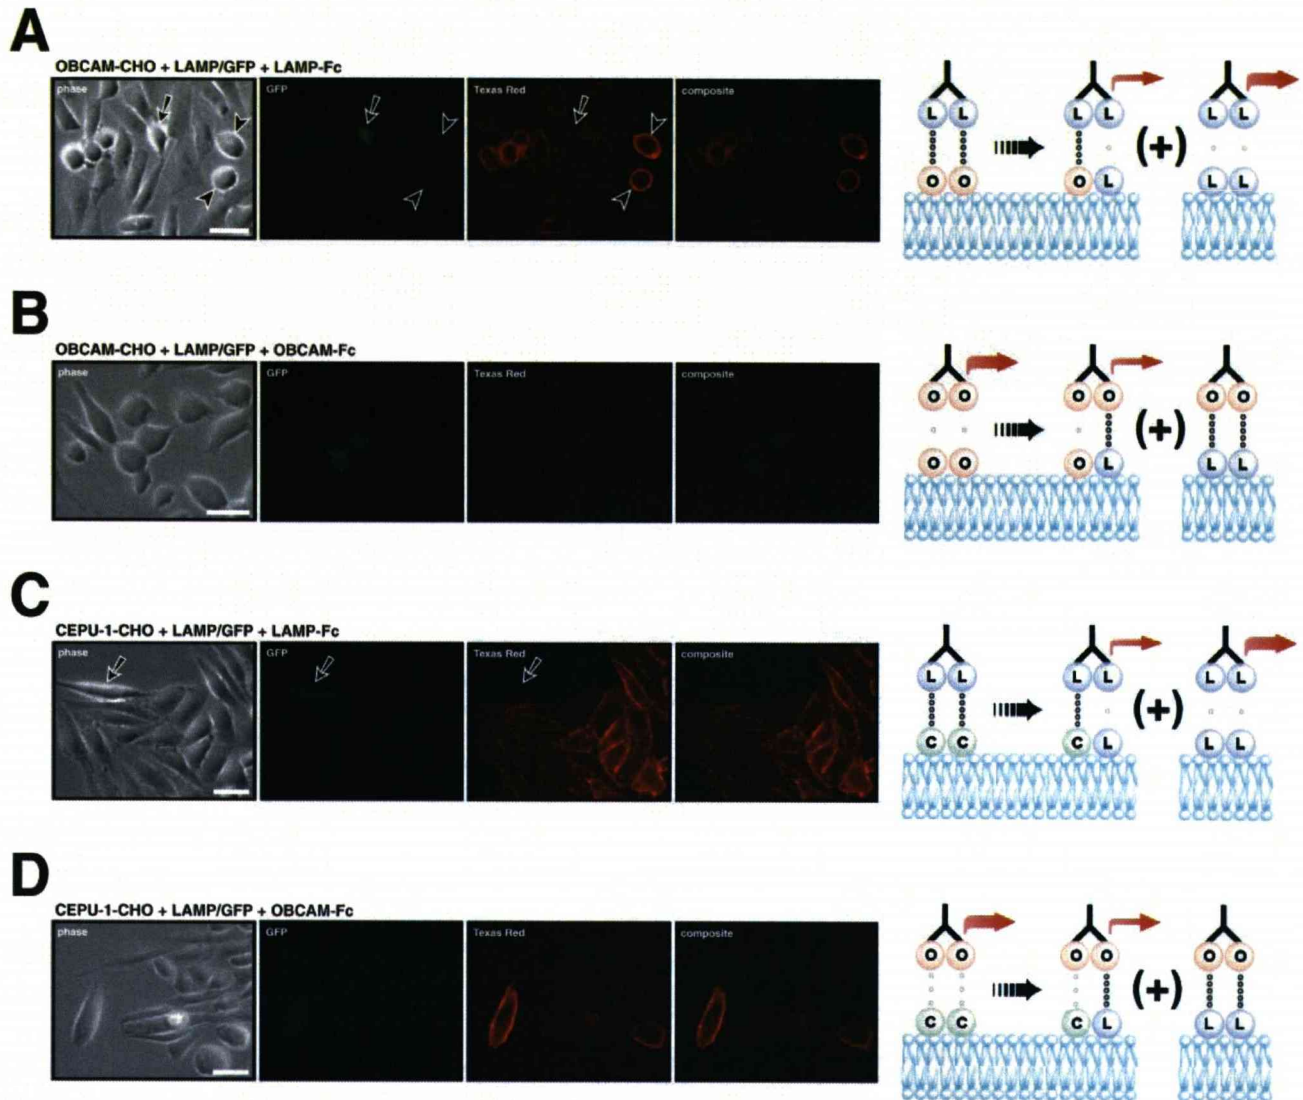 A
OBCAM-CHO + LAMP/GFP + LAMP-Fc
phase GFP Texas Red composite
L L L L L L
(+)
O O O L L L
B
OBCAM-CHO + LAMP/GFP + OBCAM-Fc
phase GFP Texas Red composite
O O O O O O
(+)
O O O L L L
C
CEPU-1-CHO + LAMP/GFP + LAMP-Fc
phase GFP Texas Red composite
L L L L L L
(+)
C C C L L L
D
CEPU-1-CHO + LAMP/GFP + OBCAM-Fc
phase GFP Texas Red composite
O O O O O O
(+)
C C C L L L